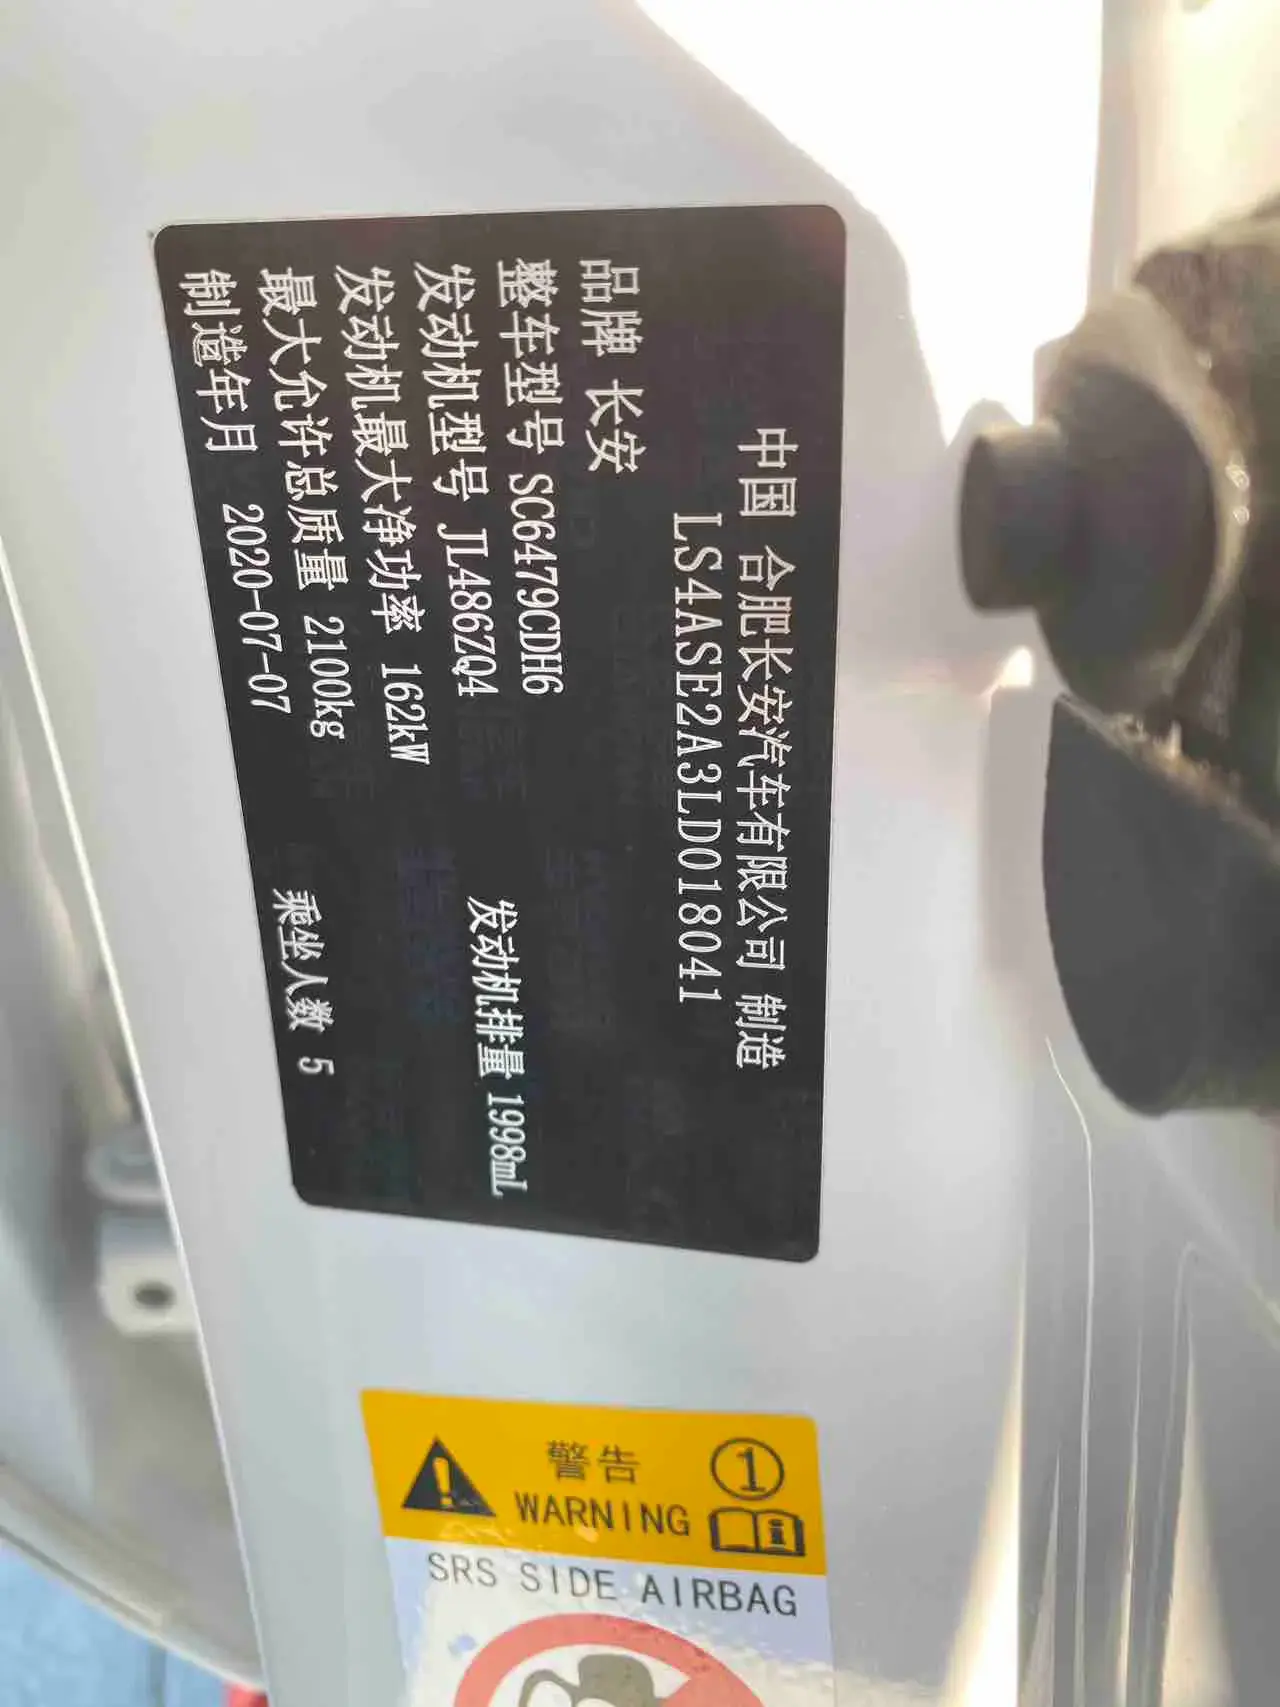 中国 合肥长安汽车有限公司 制造
LS4ASE2A3LD018041
品牌 长安
整车型号 SC6479CDH6
发动机型号 JL486ZQ4 发动机排量 1998mL
发动机最大净功率 162kW
最大允许总质量 2100kg
制造年月 2020-07-07 乘坐人数 5
警告 1
WARNING
SRS SIDE AIRBAG